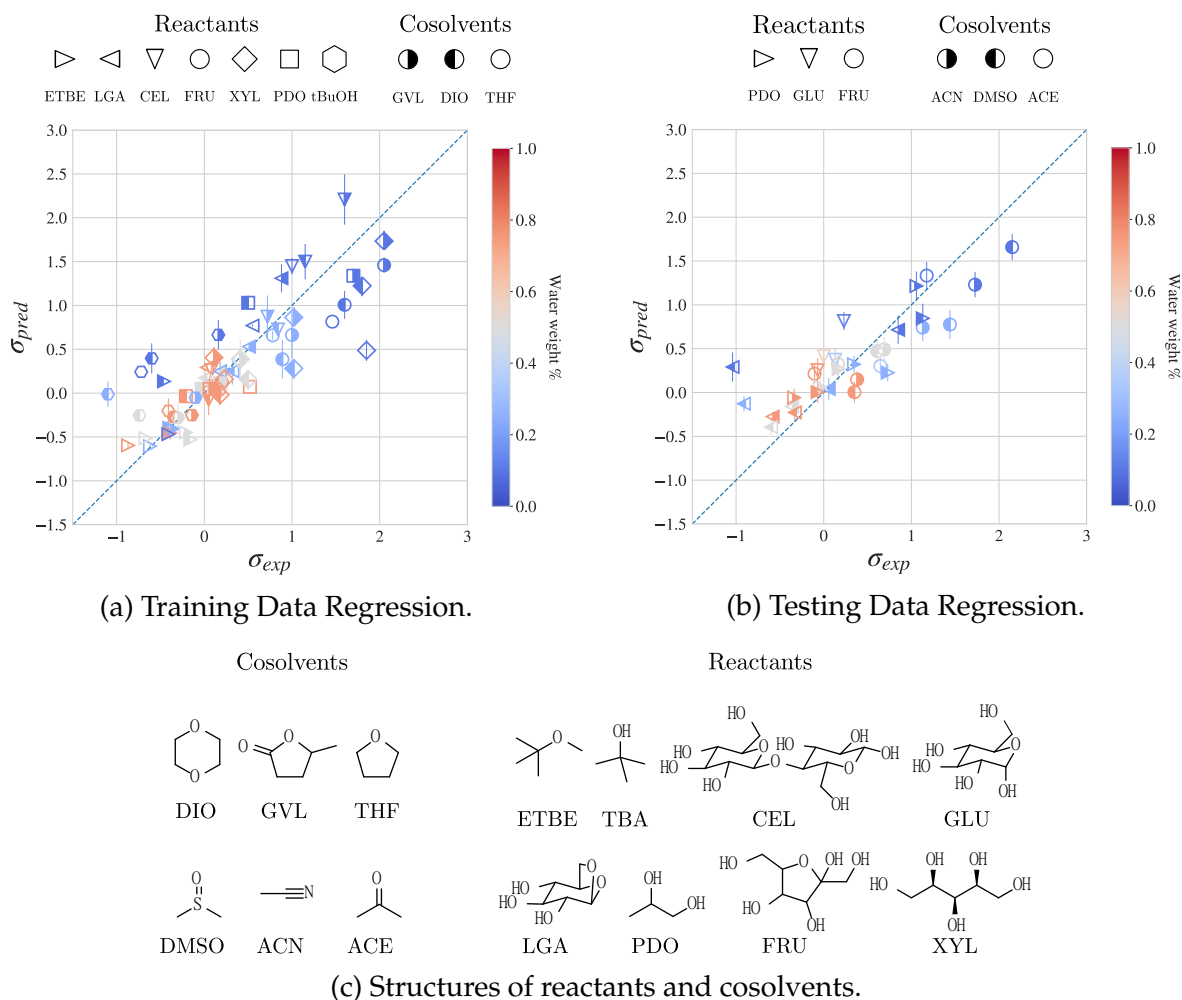 Reactants
Cosolvents
ETBE LGA CEL FRU XYL PDO tBuOH
GVL DIO THF
3.0
2.5
2.0
1.5
1.0
0.5
0.0
−0.5
−1.0
−1.5
σpred
−1 0 1 2 3
σexp
1.0
0.8
0.6
0.4
0.2
0.0
Water weight %
(a) Training Data Regression.
Reactants
Cosolvents
PDO GLU FRU
ACN DMSO ACE
3.0
2.5
2.0
1.5
1.0
0.5
0.0
−0.5
−1.0
−1.5
σpred
−1 0 1 2 3
σexp
1.0
0.8
0.6
0.4
0.2
0.0
Water weight %
(b) Testing Data Regression.
Cosolvents
O
O
DIO
O
O
GVL
O
THF
O
S
DMSO
N
ACN
O
ACE
Reactants
O
ETBE
OH
TBA
HO
HO
HO
HO
O
O
HO
OH
OH
O
OH
CEL
HO
HO
HO
HO
O
OH
GLU
O
HO
HO
HO
O
LGA
OH
OH
PDO
HO
O
OH
OH
HO
OH
FRU
OH
OH
HO
OH
OH
XYL
(c) Structures of reactants and cosolvents.